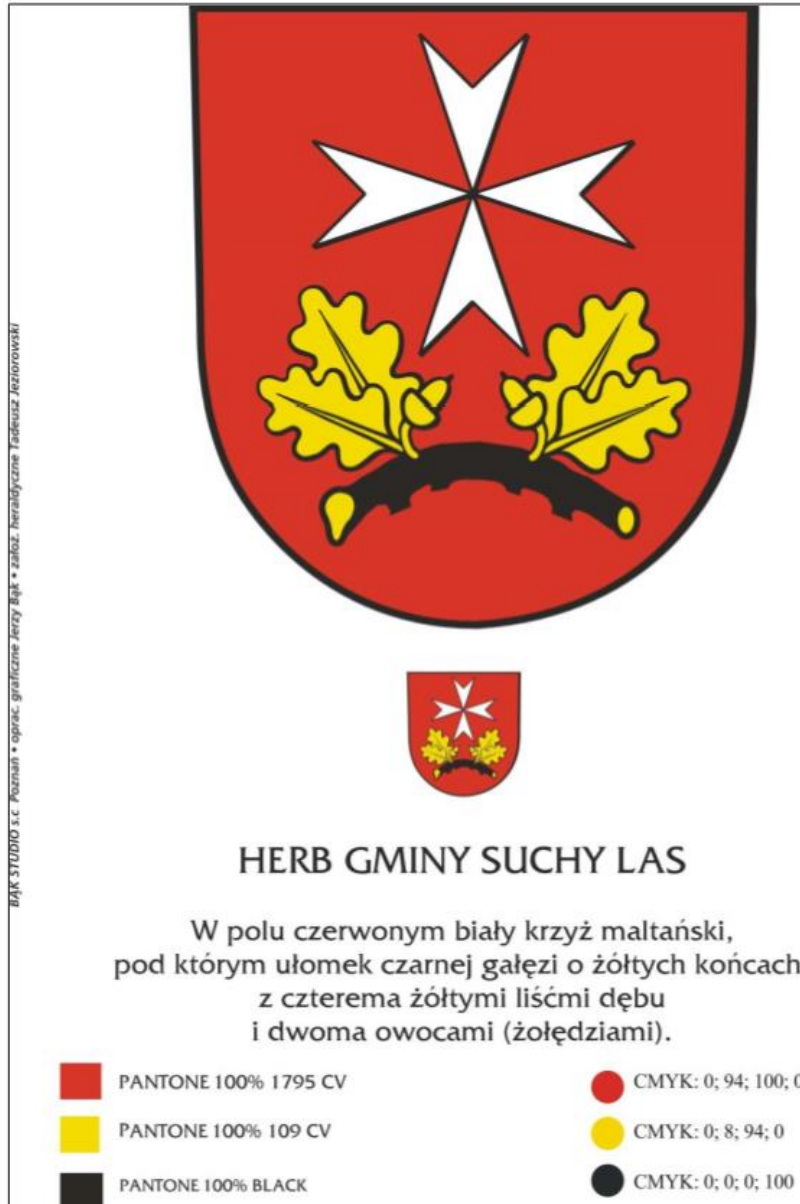 BĄK STUDIO s.c. Poznań • oprac. graficzne Jerzy Bąk • założ. heraldyczne Tadeusz Jeziorowski
HERB GMINY SUCHY LAS
W polu czerwonym biały krzyż maltański,
pod którym ułomek czarnej gałęzi o żółtych końcach
z czterema żółtymi liśćmi dębu
i dwoma owocami (żołędziami).
PANTONE 100% 1795 CV
CMYK: 0; 94; 100; 0
PANTONE 100% 109 CV
CMYK: 0; 8; 94; 0
PANTONE 100% BLACK
CMYK: 0; 0; 0; 100